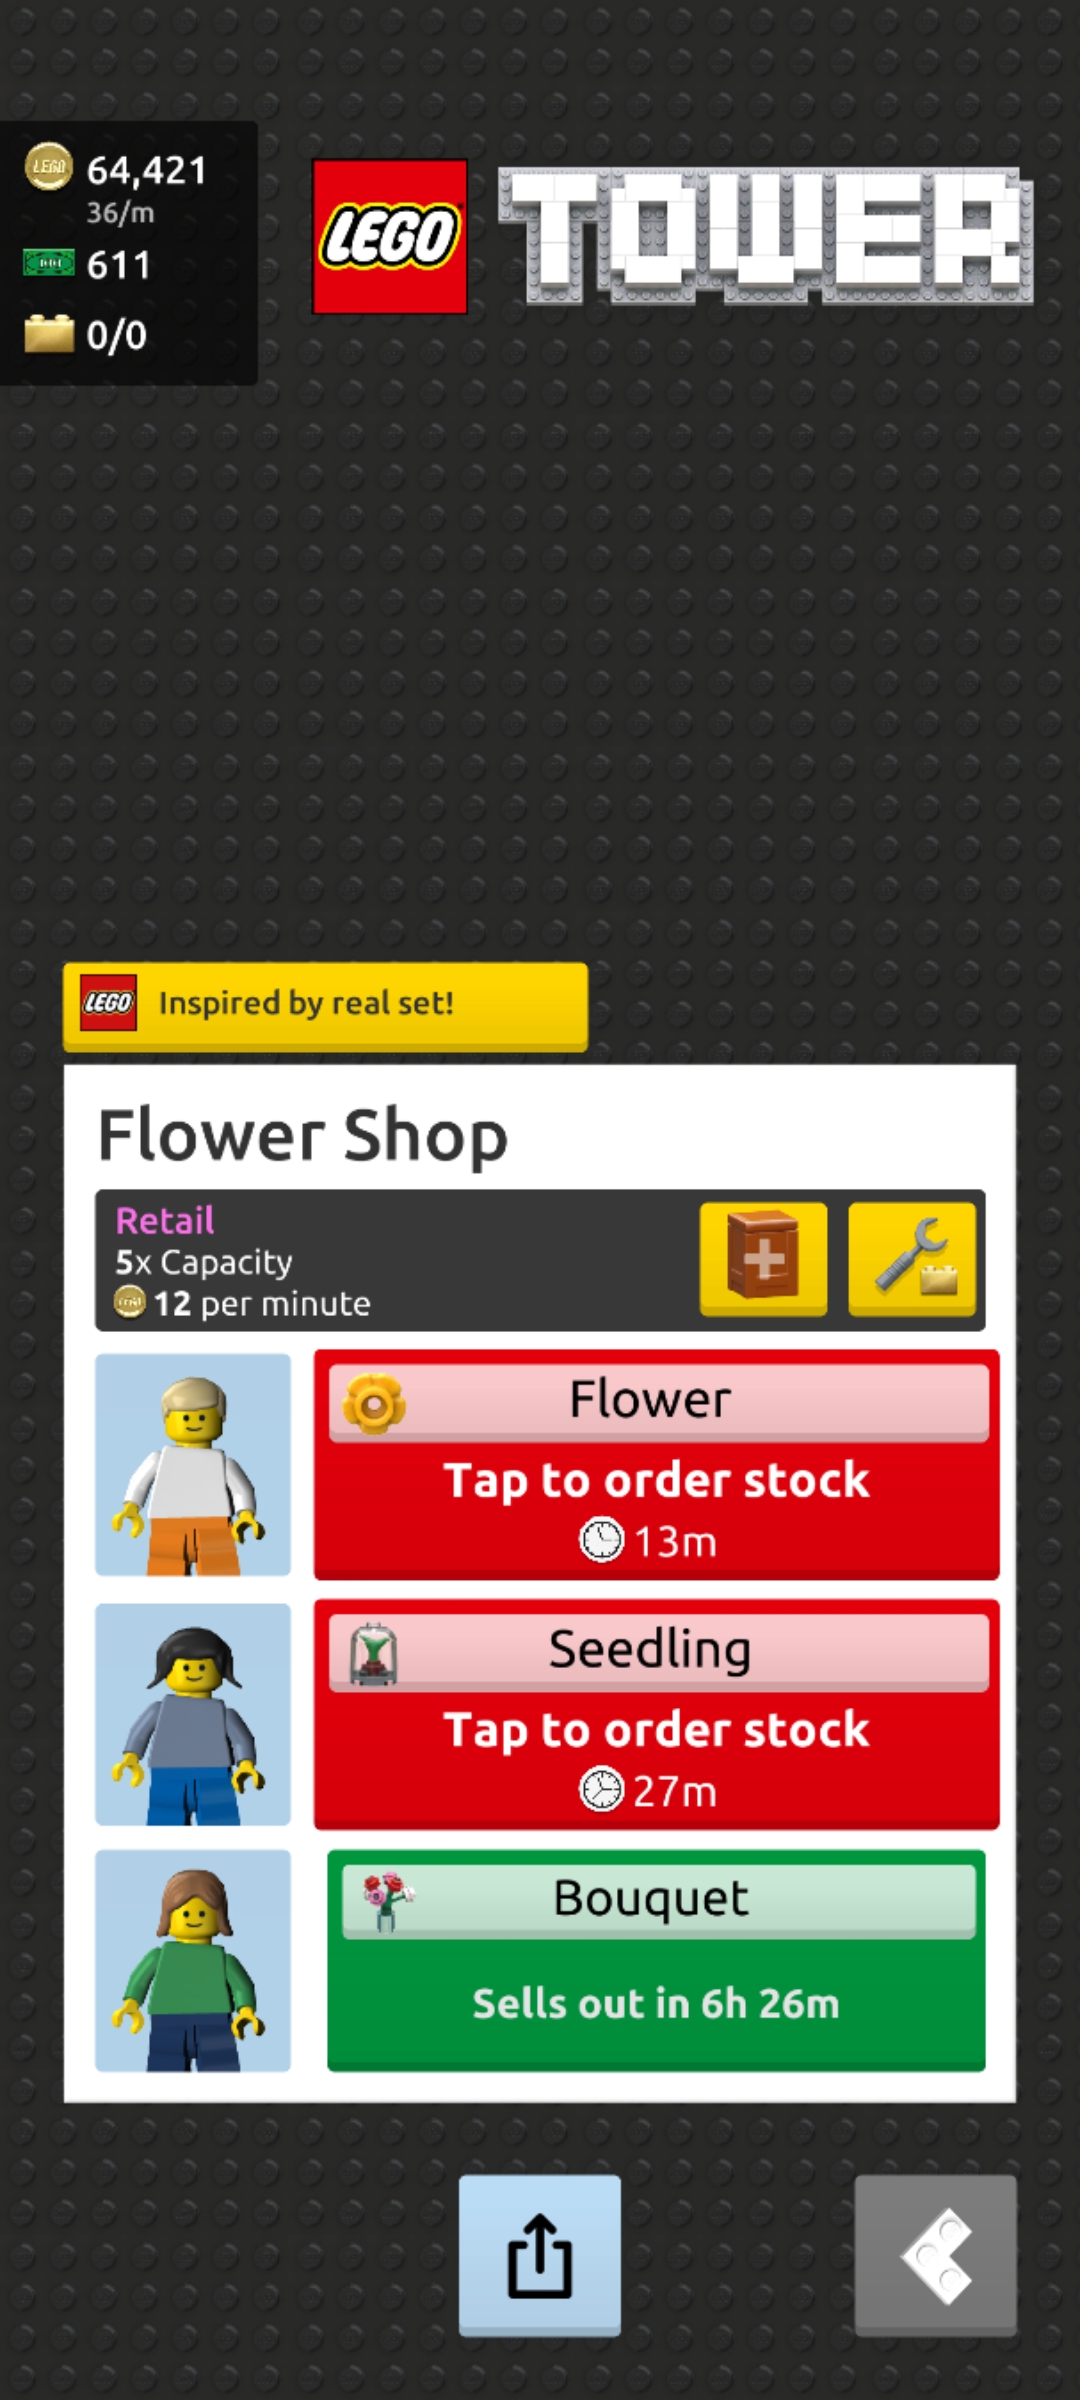 64,421
36/m
611
0/0
LEGO TOWER
LEGO Inspired by real set!
Flower Shop
Retail
5x Capacity
12 per minute
Flower
Tap to order stock
13m
Seedling
Tap to order stock
27m
Bouquet
Sells out in 6h 26m